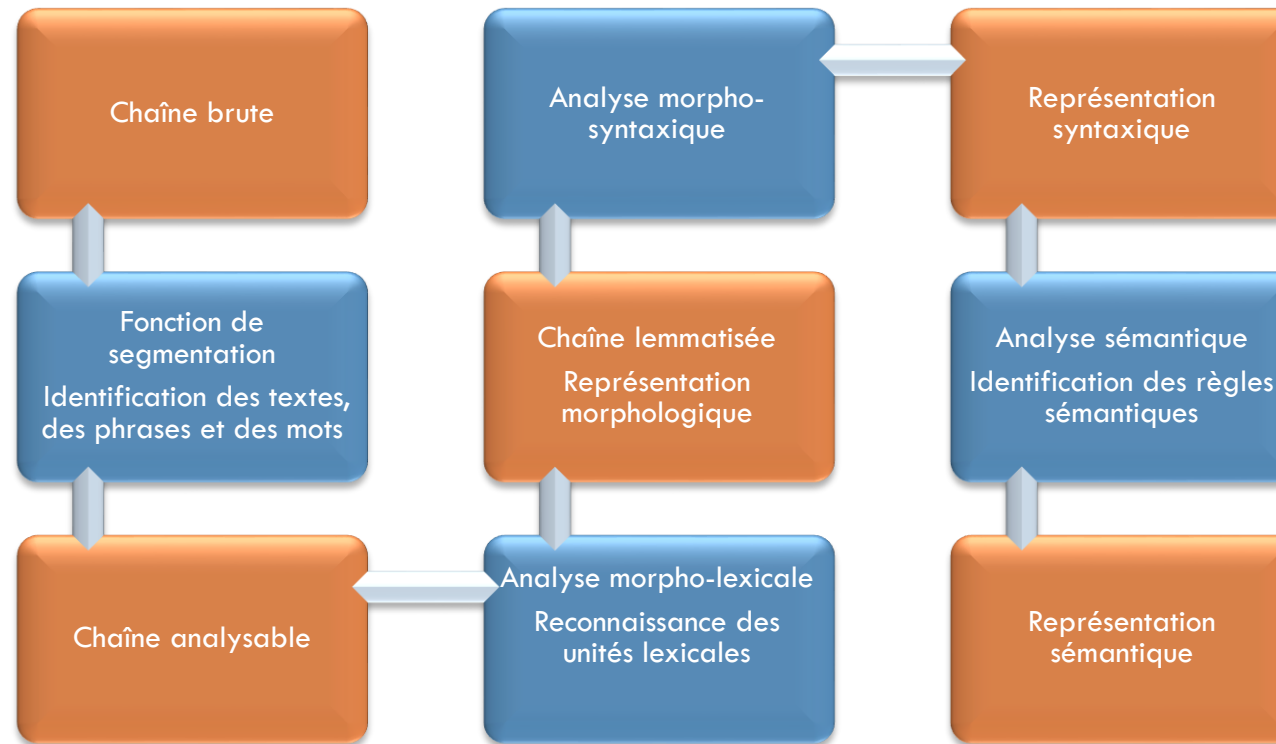 Chaîne brute
Fonction de
segmentation
Identification des textes,
des phrases et des mots
Chaîne analysable
Analyse morpho-lexicale
Reconnaissance des
unités lexicales
Chaîne lemmatisée
Représentation
morphologique
Analyse morpho-
syntaxique
Représentation
syntaxique
Analyse sémantique
Identification des règles
sémantiques
Représentation
sémantique